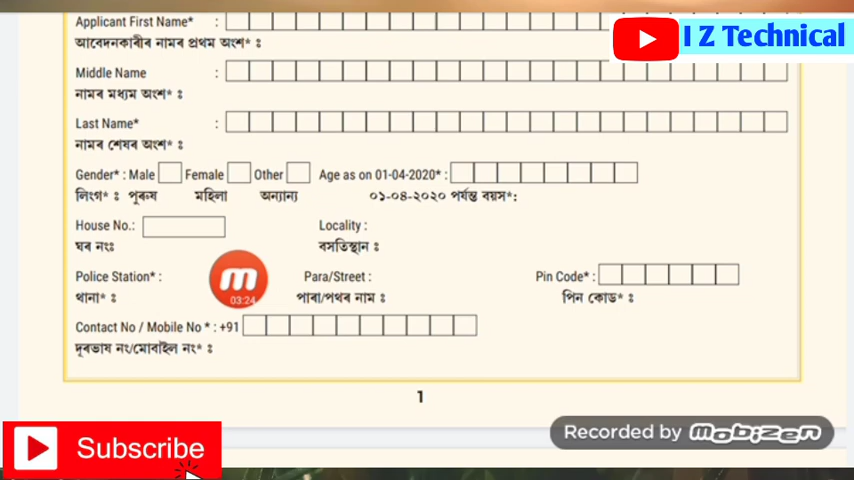 Applicant First Name* :
আবেদনকাৰীৰ নামৰ প্ৰথম অংশ* ঃ
I Z Technical
Middle Name :
নামৰ মধ্যম অংশ* ঃ
Last Name* :
নামৰ শেষৰ অংশ* ঃ
Gender* : Male Female Other Age as on 01-04-2020* :
লিংগ* ঃ পুৰুষ মহিলা অন্যান্য ০১-০৪-২০২০ পৰ্যন্ত বয়স*:
House No.: Locality :
ঘৰ নংঃ বসতিস্থান ঃ
Police Station* : Para/Street : Pin Code* :
03:24
থানা* ঃ পাৰা/পথৰ নাম ঃ পিন কোড* ঃ
Contact No / Mobile No * : +91
দূৰভাষ নং/মোবাইল নং* ঃ
1
Recorded by mobizen
Subscribe